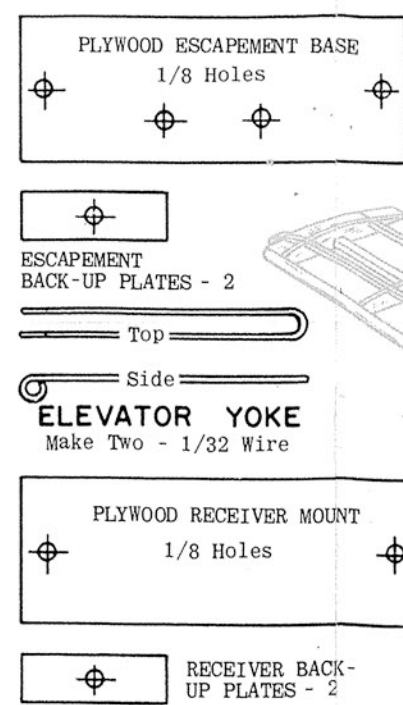 PLYWOOD ESCAPEMENT BASE
1/8 Holes
ESCAPEMENT
BACK-UP PLATES - 2
Top
Side
ELEVATOR YOKE
Make Two - 1/32 Wire
PLYWOOD RECEIVER MOUNT
1/8 Holes
RECEIVER BACK-
UP PLATES - 2